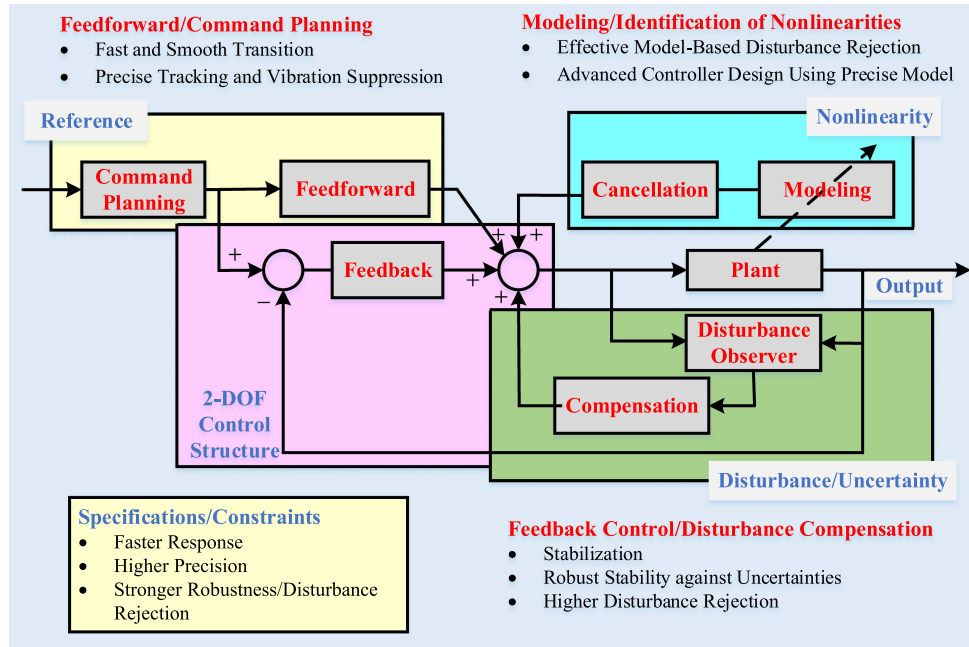 Feedforward/Command Planning
• Fast and Smooth Transition
• Precise Tracking and Vibration Suppression
Modeling/Identification of Nonlinearities
• Effective Model-Based Disturbance Rejection
• Advanced Controller Design Using Precise Model
Reference
Nonlinearity
Command
Planning
Feedforward
Cancellation
Modeling
+
+
+
Feedback
+
+
−
Plant
Output
Disturbance
Observer
Compensation
2-DOF
Control
Structure
Disturbance/Uncertainty
Specifications/Constraints
• Faster Response
• Higher Precision
• Stronger Robustness/Disturbance
Rejection
Feedback Control/Disturbance Compensation
• Stabilization
• Robust Stability against Uncertainties
• Higher Disturbance Rejection